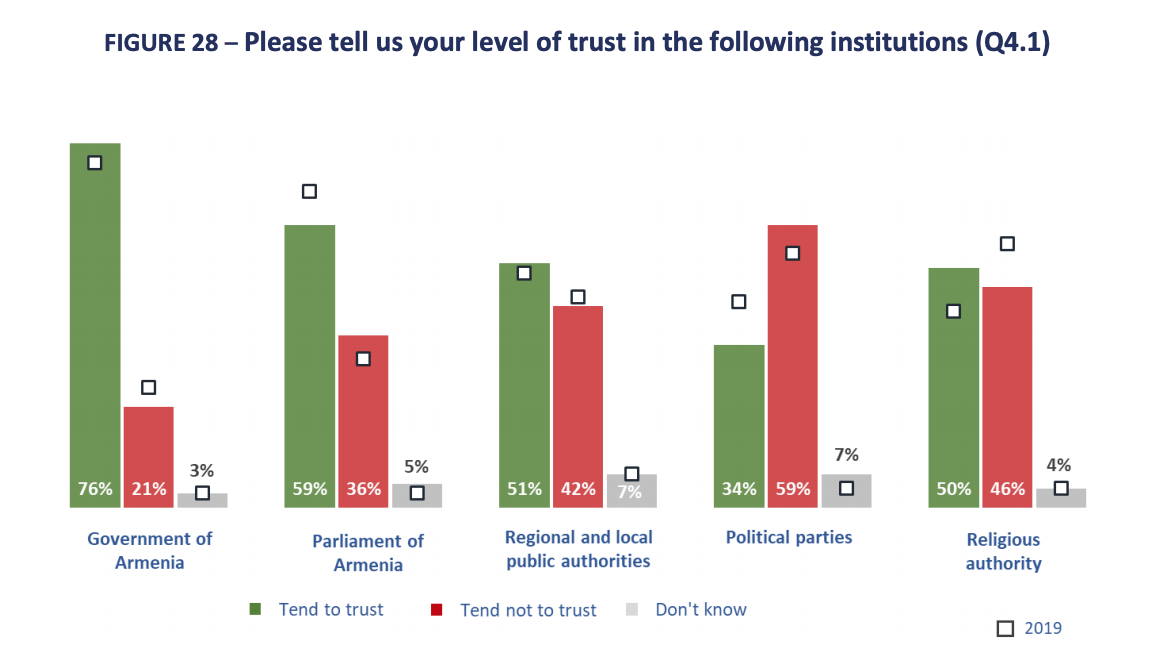 FIGURE 28 – Please tell us your level of trust in the following institutions (Q4.1)
76% 21% 3%
59% 36% 5%
51% 42% 7%
34% 59% 7%
50% 46% 4%
Government of
Armenia
Parliament of
Armenia
Regional and local
public authorities
Political parties
Religious
authority
Tend to trust
Tend not to trust
Don't know
2019